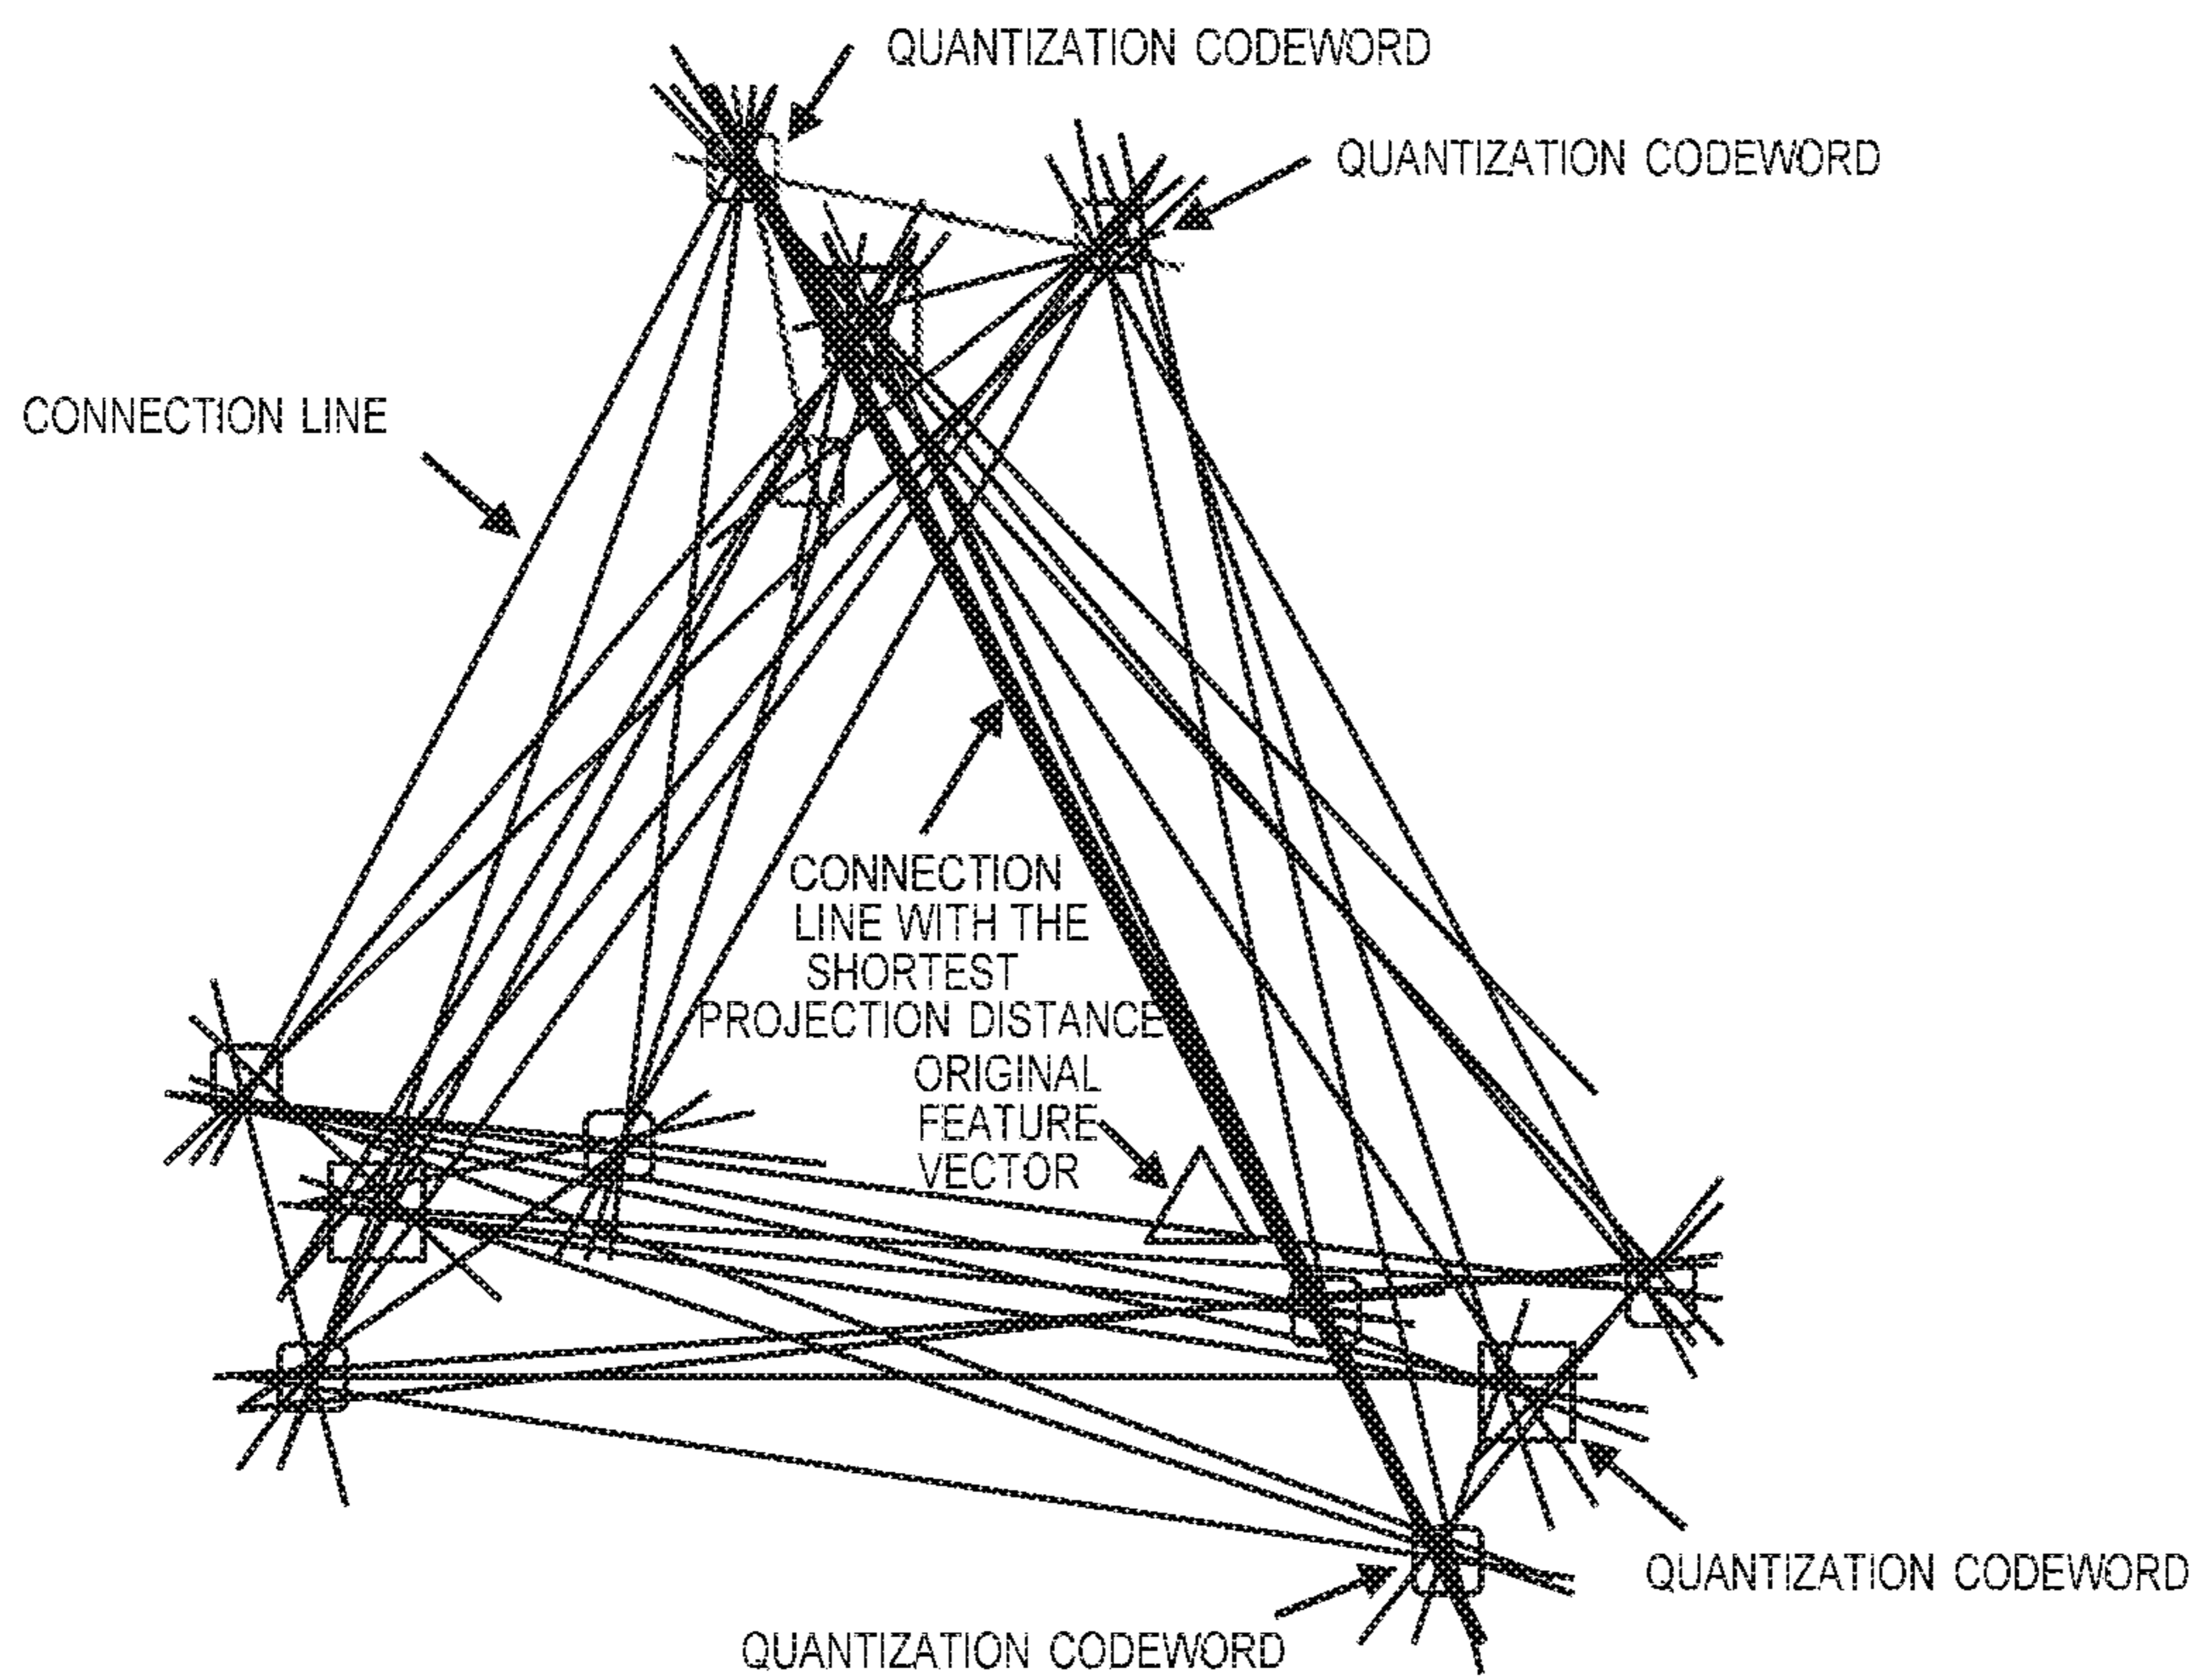 QUANTIZATION CODEWORD
QUANTIZATION CODEWORD
CONNECTION LINE
CONNECTION
LINE WITH THE
SHORTEST
PROJECTION DISTANCE
ORIGINAL
FEATURE
VECTOR
QUANTIZATION CODEWORD
QUANTIZATION CODEWORD